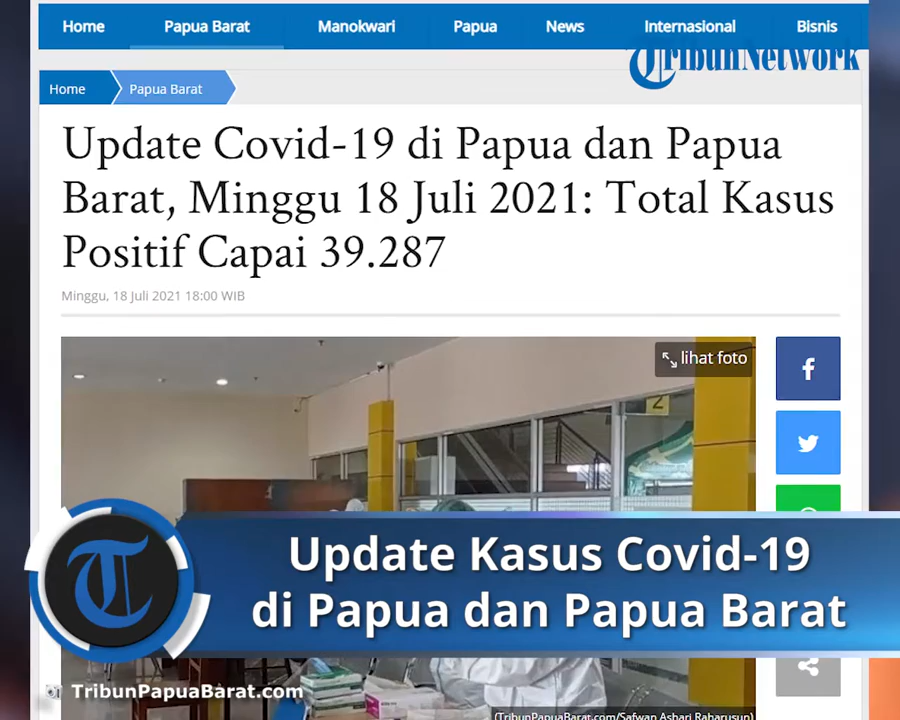 Home Papua Barat Manokwari Papua News Internasional Bisnis
TribunNetwork
Home Papua Barat
Update Covid-19 di Papua dan Papua
Barat, Minggu 18 Juli 2021: Total Kasus
Positif Capai 39.287
Minggu, 18 Juli 2021 18:00 WIB
lihat foto
2
Update Kasus Covid-19
di Papua dan Papua Barat
TribunPapuaBarat.com
(TribunPapuaBarat.com/Safwan Ashari Raharusun)